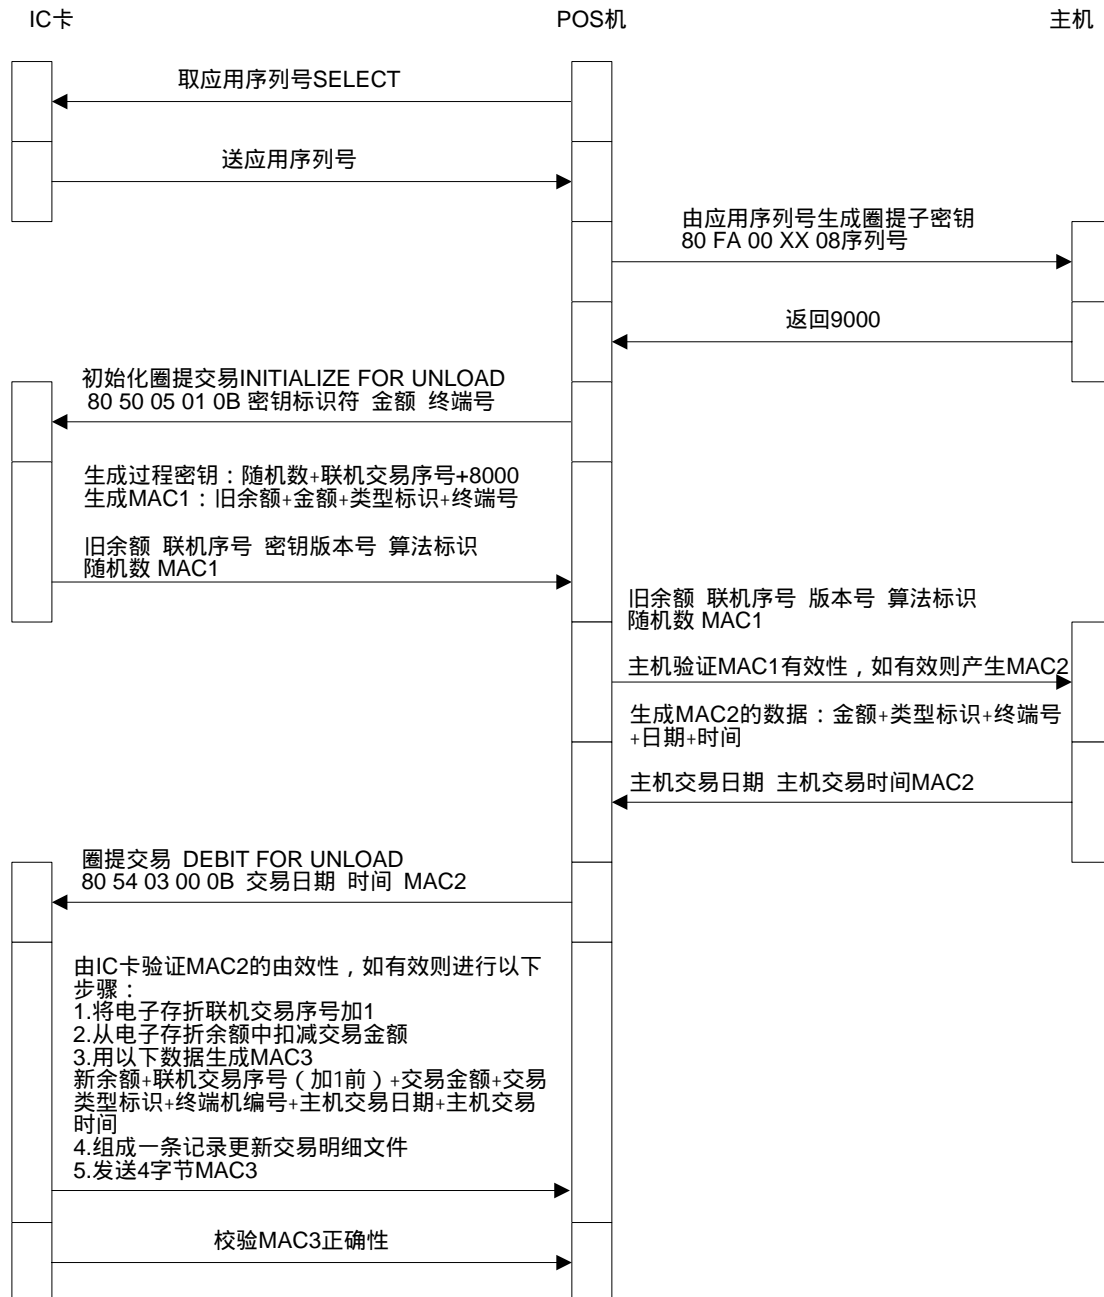 IC卡
POS机
主机
取应用序列号SELECT
送应用序列号
由应用序列号生成圈提子密钥
80 FA 00 XX 08序列号
返回9000
初始化圈提交易INITIALIZE FOR UNLOAD
80 50 05 01 0B 密钥标识符 金额 终端号
生成过程密钥：随机数+联机交易序号+8000
生成MAC1：旧余额+金额+类型标识+终端号
旧余额 联机序号 密钥版本号 算法标识
随机数 MAC1
旧余额 联机序号 版本号 算法标识
随机数 MAC1
主机验证MAC1有效性，如有效则产生MAC2
生成MAC2的数据：金额+类型标识+终端号
+日期+时间
主机交易日期 主机交易时间MAC2
圈提交易 DEBIT FOR UNLOAD
80 54 03 00 0B 交易日期 时间 MAC2
由IC卡验证MAC2的由效性，如有效则进行以下
步骤：
1.将电子存折联机交易序号加1
2.从电子存折余额中扣减交易金额
3.用以下数据生成MAC3
新余额+联机交易序号（加1前）+交易金额+交易
类型标识+终端机编号+主机交易日期+主机交易
时间
4.组成一条记录更新交易明细文件
5.发送4字节MAC3
校验MAC3正确性